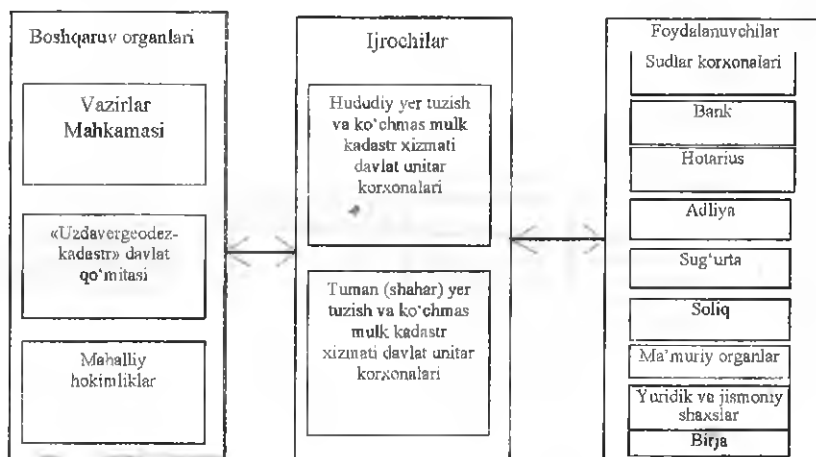 Boshqaruv organlari
Vazirlar
Mahkamasi
«Uzdavergeodez-
kadastr» davlat
qo‘mitasi
Mahalliy
hokimliklar
Ijrochilar
Hududiy yer tuzish
va ko‘chmas mulk
kadastr xizmati
davlat unitar
korxonalari
Tuman (shahar) yer
tuzish va ko‘chmas
mulk kadastr
xizmati davlat unitar
korxonalari
Foydalanuvchilar
Sudlar korxonalari
Bank
Hotarius
Adliya
Sug‘urta
Soliq
Ma’muriy organlar
Yuridik va jismoniy
shaxslar
Birja